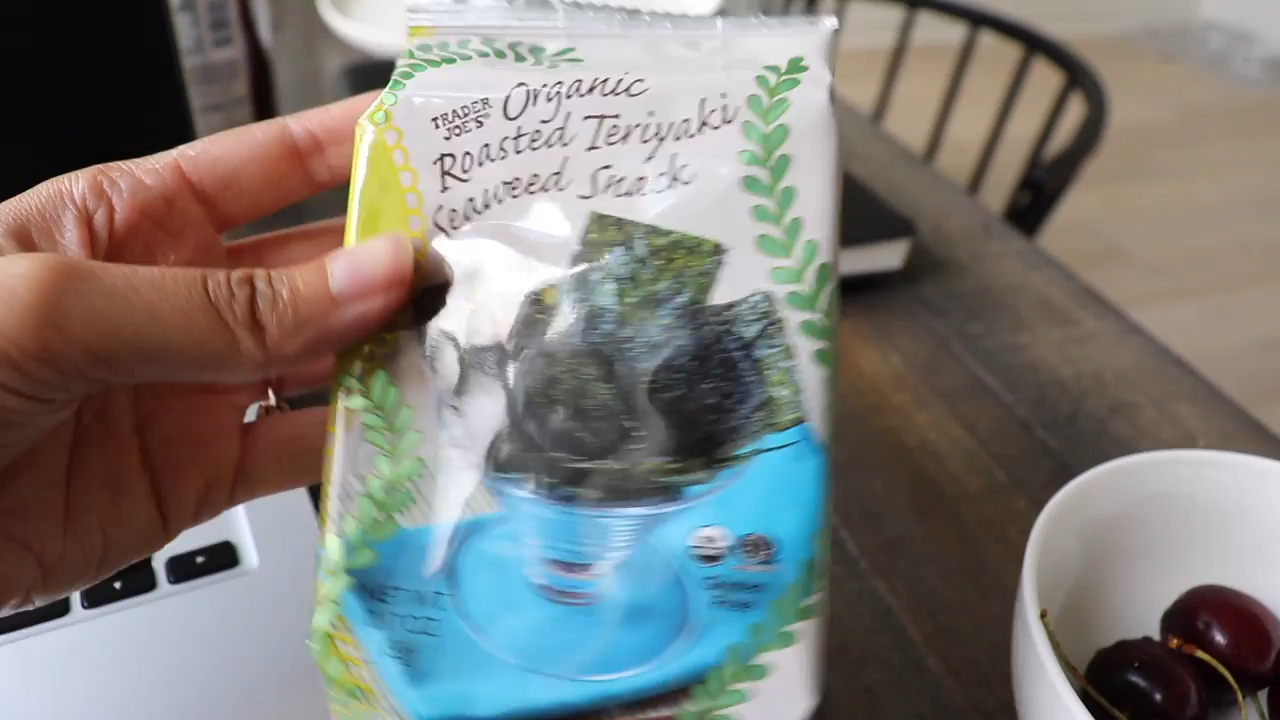 TRADER
JOE'S®
Organic
Roasted Teriyaki
Seaweed Snack